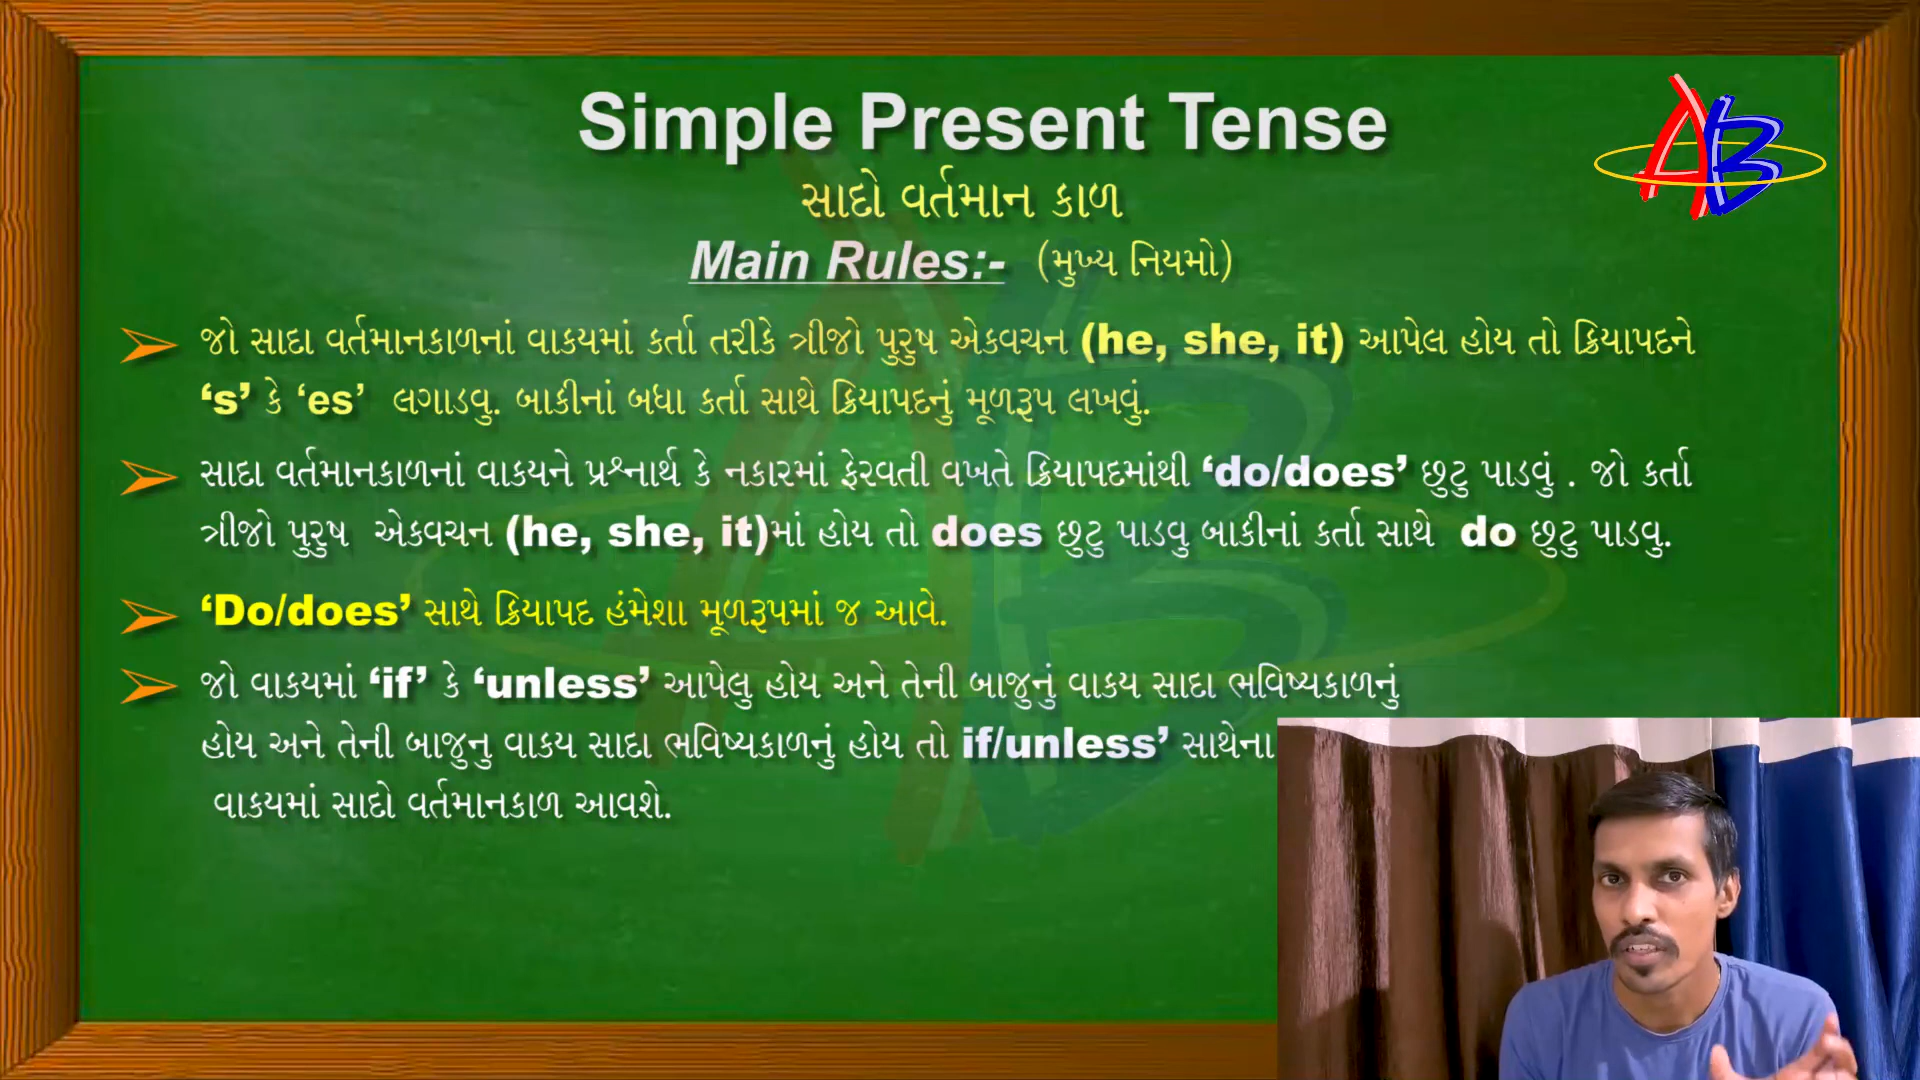 Simple Present Tense
AB
સાદો વર્તમાન કાળ
Main Rules:- (મુખ્ય નિયમો)
જો સાદા વર્તમાનકાળનાં વાકયમાં કર્તા તરીકે ત્રીજો પુરુષ એકવચન (he, she, it) આપેલ હોય તો ક્રિયાપદને
‘s’ કે ‘es’ લગાડવુ. બાકીનાં બધા કર્તા સાથે ક્રિયાપદનું મૂળરૂપ લખવું.
સાદા વર્તમાનકાળનાં વાકયને પ્રશ્નાર્થ કે નકારમાં ફેરવતી વખતે ક્રિયાપદમાંથી ‘do/does’ છુટુ પાડવું . જો કર્તા
ત્રીજો પુરુષ એકવચન (he, she, it)માં હોય તો does છુટુ પાડવુ બાકીનાં કર્તા સાથે do છુટુ પાડવુ.
‘Do/does’ સાથે ક્રિયાપદ હંમેશા મૂળરૂપમાં જ આવે.
જો વાકયમાં ‘if’ કે ‘unless’ આપેલુ હોય અને તેની બાજુનું વાકય સાદા ભવિષ્યકાળનું
હોય અને તેની બાજુનુ વાકય સાદા ભવિષ્યકાળનું હોય તો if/unless’ સાથેના
વાકયમાં સાદો વર્તમાનકાળ આવશે.